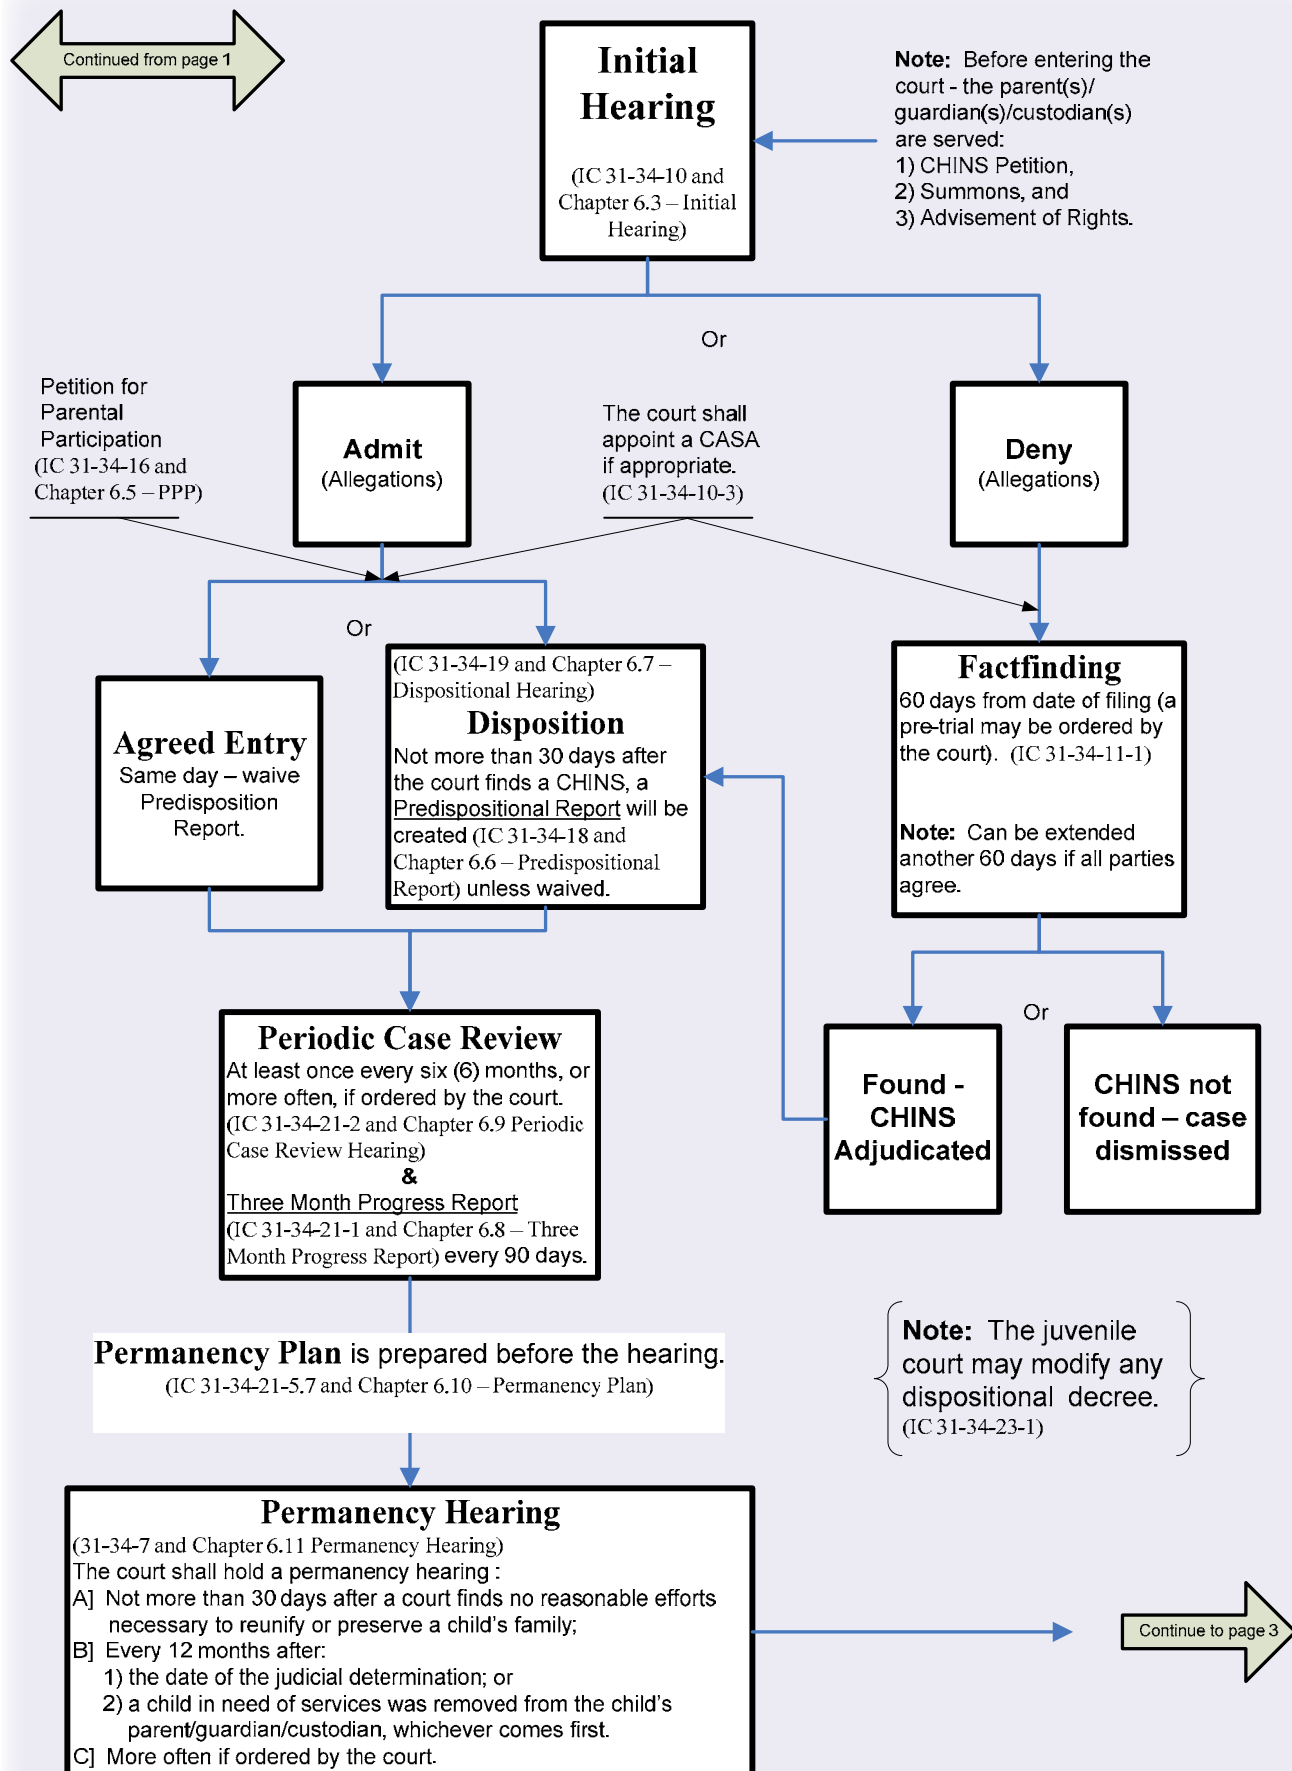 Continued from page 1
Initial
Hearing
(IC 31-34-10 and
Chapter 6.3 – Initial
Hearing)
Note: Before entering the
court - the parent(s)/
guardian(s)/custodian(s)
are served:
1) CHINS Petition,
2) Summons, and
3) Advisement of Rights.
Or
Petition for
Parental
Participation
(IC 31-34-16 and
Chapter 6.5 – PPP)
Admit
(Allegations)
The court shall
appoint a CASA
if appropriate.
(IC 31-34-10-3)
Deny
(Allegations)
Or
Agreed Entry
Same day – waive
Predisposition
Report.
(IC 31-34-19 and Chapter 6.7 –
Dispositional Hearing)
Disposition
Not more than 30 days after
the court finds a CHINS, a
Predispositional Report will be
created (IC 31-34-18 and
Chapter 6.6 – Predispositional
Report) unless waived.
Factfinding
60 days from date of filing (a
pre-trial may be ordered by
the court). (IC 31-34-11-1)
Note: Can be extended
another 60 days if all parties
agree.
Periodic Case Review
At least once every six (6) months, or
more often, if ordered by the court.
(IC 31-34-21-2 and Chapter 6.9 Periodic
Case Review Hearing)
&
Three Month Progress Report
(IC 31-34-21-1 and Chapter 6.8 – Three
Month Progress Report) every 90 days.
Or
Found -
CHINS
Adjudicated
CHINS not
found – case
dismissed
Permanency Plan is prepared before the hearing.
(IC 31-34-21-5.7 and Chapter 6.10 – Permanency Plan)
Note: The juvenile
court may modify any
dispositional decree.
(IC 31-34-23-1)
Permanency Hearing
(31-34-7 and Chapter 6.11 Permanency Hearing)
The court shall hold a permanency hearing :
A] Not more than 30 days after a court finds no reasonable efforts
necessary to reunify or preserve a child's family;
B] Every 12 months after:
1) the date of the judicial determination; or
2) a child in need of services was removed from the child's
parent/guardian/custodian, whichever comes first.
C] More often if ordered by the court.
Continue to page 3